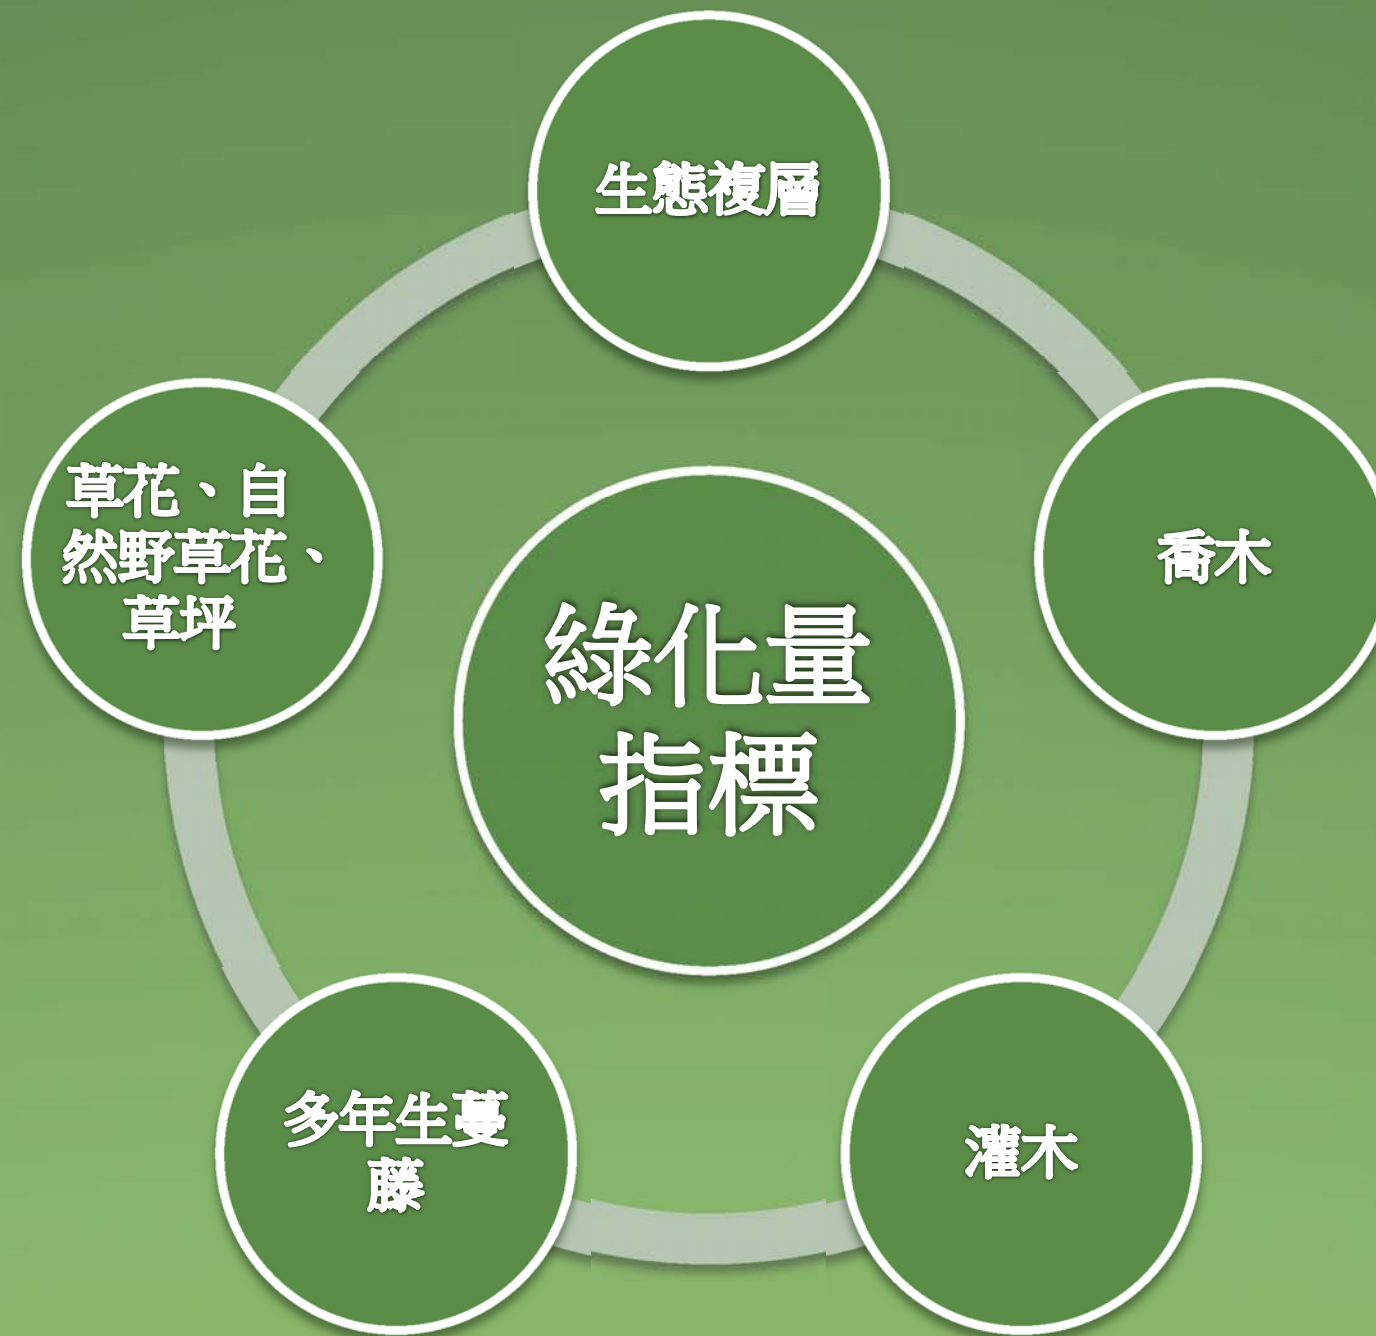 生態複層
喬木
灌木
多年生蔓
藤
草花、自
然野草花、
草坪
綠化量
指標